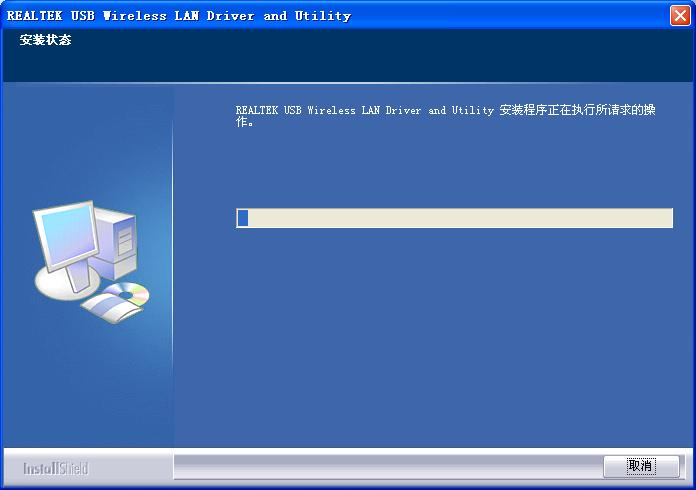 REALTEK USB Wireless LAN Driver and Utility
安装状态
REALTEK USB Wireless LAN Driver and Utility 安装程序正在执行所请求的操
作。
InstallShield
取消